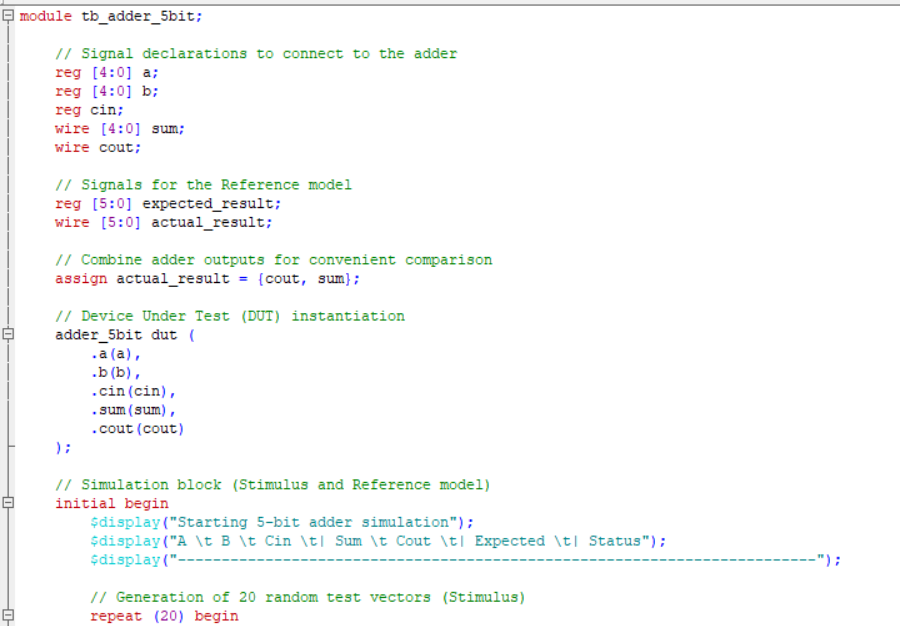 module tb_adder_5bit;
// Signal declarations to connect to the adder
reg [4:0] a;
reg [4:0] b;
reg cin;
wire [4:0] sum;
wire cout;
// Signals for the Reference model
reg [5:0] expected_result;
wire [5:0] actual_result;
// Combine adder outputs for convenient comparison
assign actual_result = {cout, sum};
// Device Under Test (DUT) instantiation
adder_5bit dut (
.a(a),
.b(b),
.cin(cin),
.sum(sum),
.cout(cout)
);
// Simulation block (Stimulus and Reference model)
initial begin
$display("Starting 5-bit adder simulation");
$display("A \t B \t Cin \t| Sum \t Cout \t| Expected \t| Status");
$display("-------------------------------------------------------------------------");
// Generation of 20 random test vectors (Stimulus)
repeat (20) begin